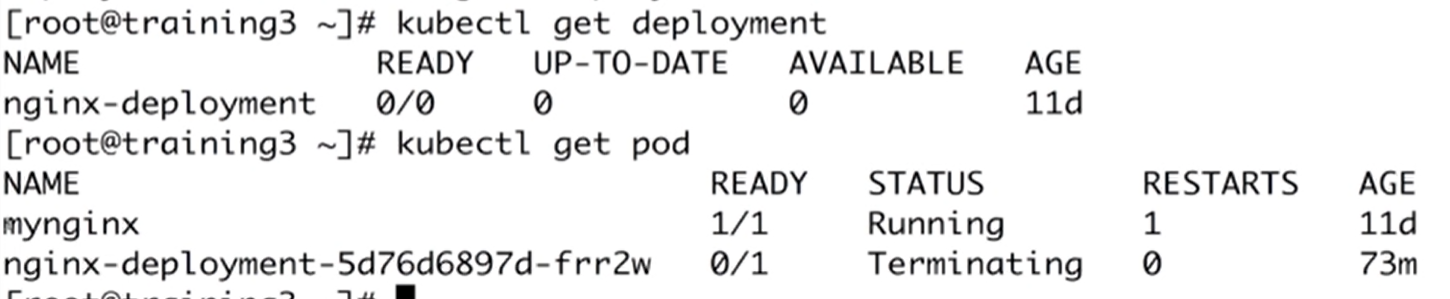 [root@training3 ~]# kubectl get deployment
NAME READY UP-TO-DATE AVAILABLE AGE
nginx-deployment 0/0 0 0 11d
[root@training3 ~]# kubectl get pod
NAME READY STATUS RESTARTS AGE
mynginx 1/1 Running 1 11d
nginx-deployment-5d76d6897d-frr2w 0/1 Terminating 0 73m
[root@training3 ~]#